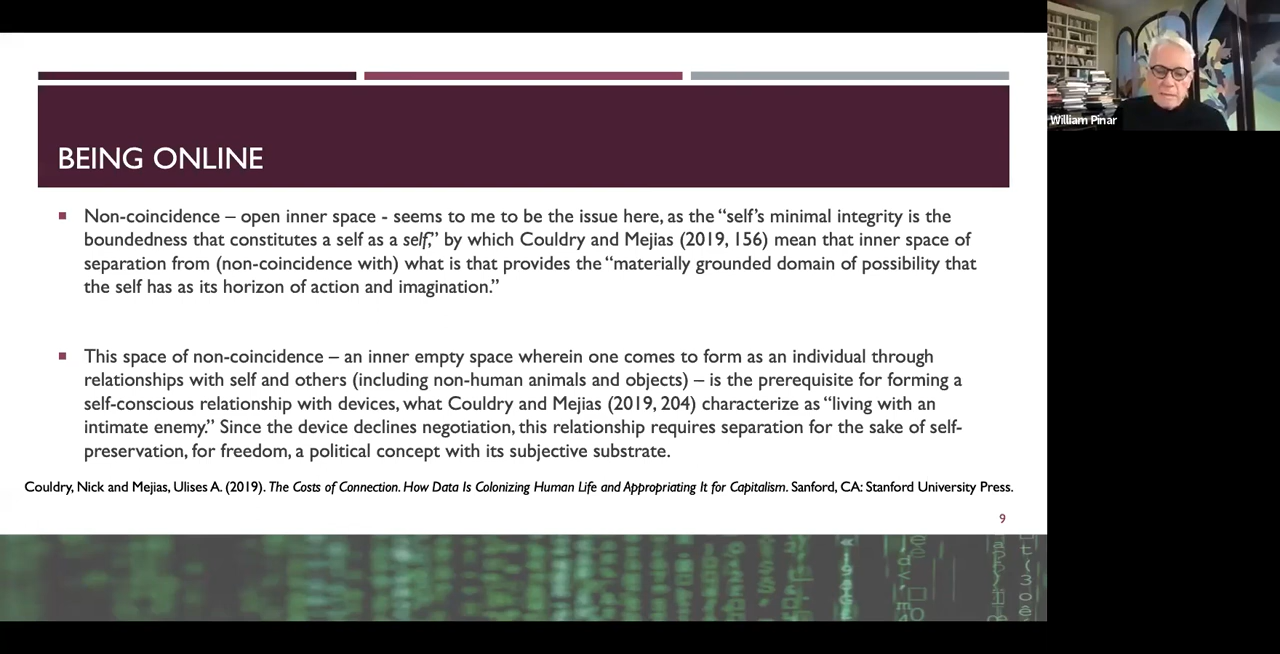 BEING ONLINE
William Pinar
▪ Non-coincidence – open inner space - seems to me to be the issue here, as the “self’s minimal integrity is the
boundedness that constitutes a self as a self,” by which Couldry and Mejias (2019, 156) mean that inner space of
separation from (non-coincidence with) what is that provides the “materially grounded domain of possibility that
the self has as its horizon of action and imagination.”
▪ This space of non-coincidence – an inner empty space wherein one comes to form as an individual through
relationships with self and others (including non-human animals and objects) – is the prerequisite for forming a
self-conscious relationship with devices, what Couldry and Mejias (2019, 204) characterize as “living with an
intimate enemy.” Since the device declines negotiation, this relationship requires separation for the sake of self-
preservation, for freedom, a political concept with its subjective substrate.
Couldry, Nick and Mejias, Ulises A. (2019). The Costs of Connection. How Data Is Colonizing Human Life and Appropriating It for Capitalism. Sanford, CA: Stanford University Press.
9